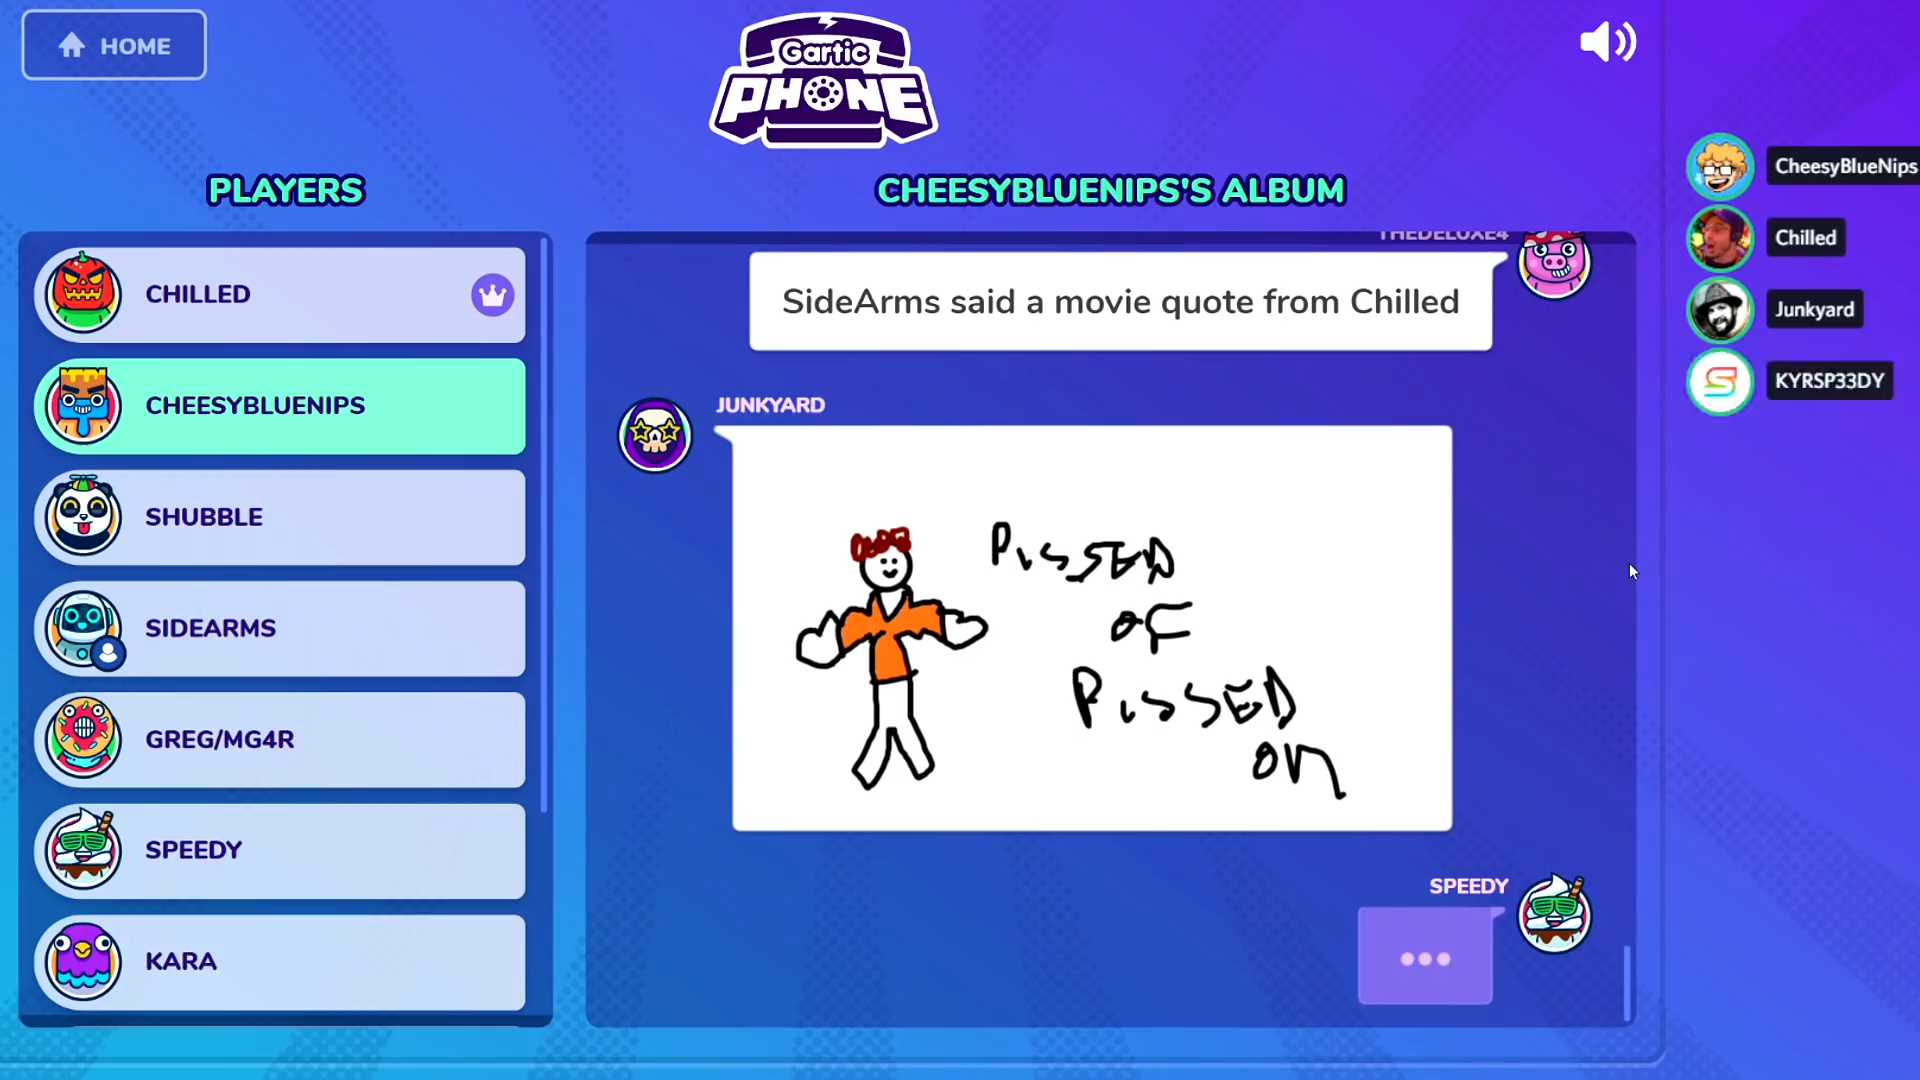 HOME
Gartic
PHONE
PLAYERS
CHEESYBLUENIPS'S ALBUM
CHILLED
CHEESYBLUENIPS
SHUBBLE
SIDEARMS
GREG/MG4R
SPEEDY
KARA
THEDELUXE4
SideArms said a movie quote from Chilled
JUNKYARD
PISSED
OF
PISSED
on
SPEEDY
CheesyBlueNips
Chilled
Junkyard
KYRSP33DY